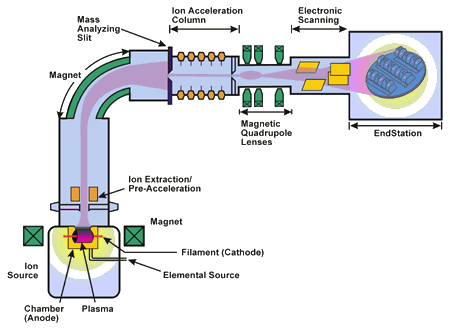 Mass
Analyzing
Slit
Ion Acceleration
Column
Electronic
Scanning
Magnet
Magnetic
Quadrupole
Lenses
EndStation
Ion Extraction/
Pre-Acceleration
Magnet
Filament (Cathode)
Ion
Source
Elemental Source
Chamber
(Anode)
Plasma